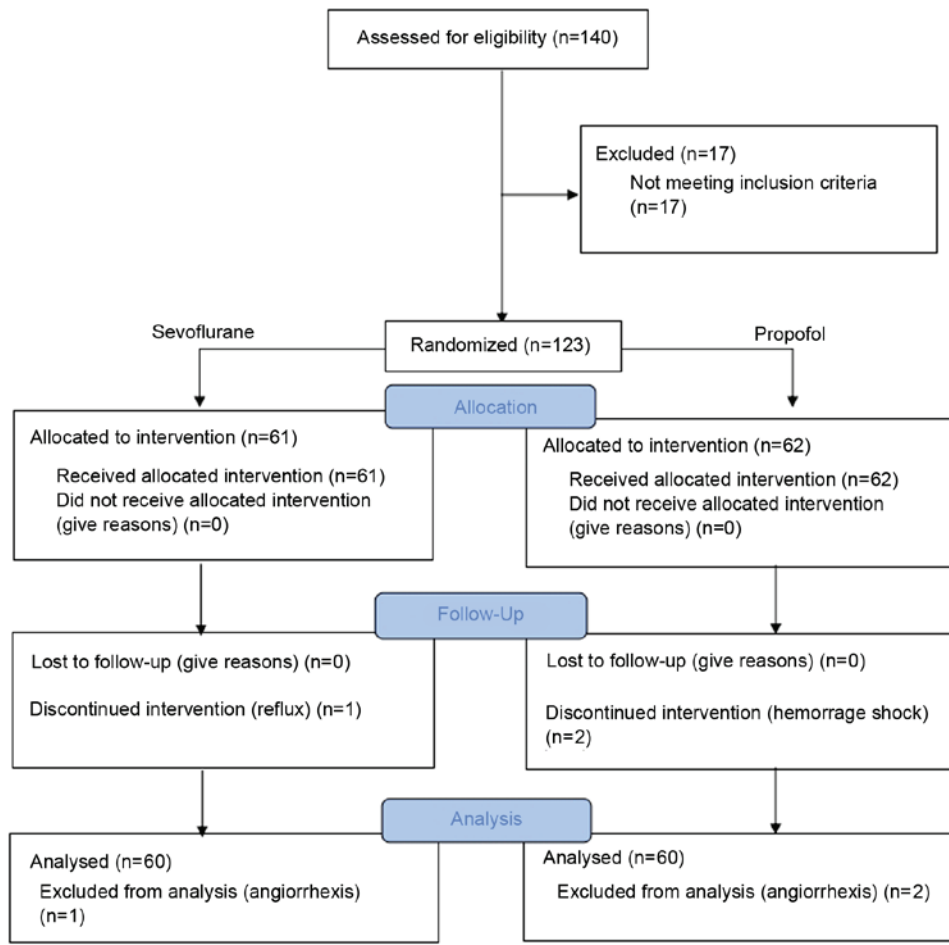 Assessed for eligibility (n=140)
Excluded (n=17)
Not meeting inclusion criteria
(n=17)
Sevoflurane
Randomized (n=123)
Propofol
Allocation
Allocated to intervention (n=61)
Received allocated intervention (n=61)
Did not receive allocated intervention
(give reasons) (n=0)
Allocated to intervention (n=62)
Received allocated intervention (n=62)
Did not receive allocated intervention
(give reasons) (n=0)
Follow-Up
Lost to follow-up (give reasons) (n=0)
Discontinued intervention (reflux) (n=1)
Lost to follow-up (give reasons) (n=0)
Discontinued intervention (hemorrage shock)
(n=2)
Analysis
Analysed (n=60)
Excluded from analysis (angiorrhexis)
(n=1)
Analysed (n=60)
Excluded from analysis (angiorrhexis) (n=2)